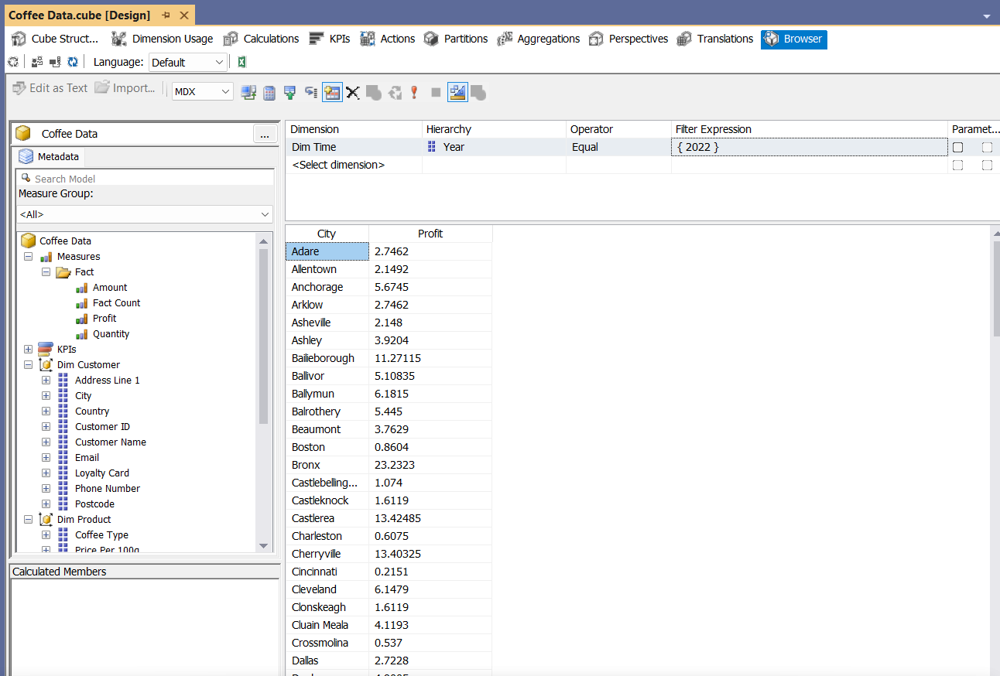 Coffee Data.cube [Design]
Cube Struct... Dimension Usage Calculations KPIs Actions Partitions Aggregations Perspectives Translations Browser
Language: Default
Edit as Text Import... MDX
Coffee Data ...
Metadata
Search Model
Measure Group:
<All>
Coffee Data
Measures
Fact
Amount
Fact Count
Profit
Quantity
KPIs
Dim Customer
Address Line 1
City
Country
Customer ID
Customer Name
Email
Loyalty Card
Phone Number
Postcode
Dim Product
Coffee Type
Price Per 100g
Calculated Members
Dimension Hierarchy Operator Filter Expression Paramet...
Dim Time Year Equal { 2022 }
<Select dimension>
City Profit
Adare 2.7462
Allentown 2.1492
Anchorage 5.6745
Arklow 2.7462
Asheville 2.148
Ashley 3.9204
Bailieborough 11.27115
Ballivor 5.10835
Ballymun 6.1815
Balrothery 5.445
Beaumont 3.7629
Boston 0.8604
Bronx 23.2323
Castlebelling... 1.074
Castleknock 1.6119
Castlerea 13.42485
Charleston 0.6075
Cherryville 13.40325
Cincinnati 0.2151
Cleveland 6.1479
Clonskeagh 1.6119
Cluain Meala 4.1193
Crossmolina 0.537
Dallas 2.7228